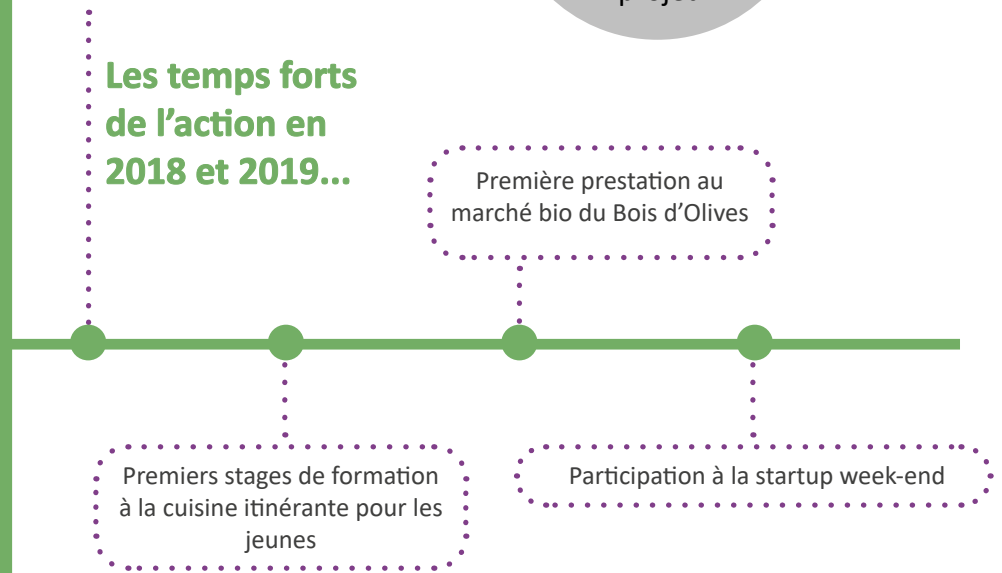 Les temps forts
de l'action en
2018 et 2019...
Première prestation au
marché bio du Bois d'Olives
Premiers stages de formation
à la cuisine itinérante pour les
jeunes
Participation à la startup week-end